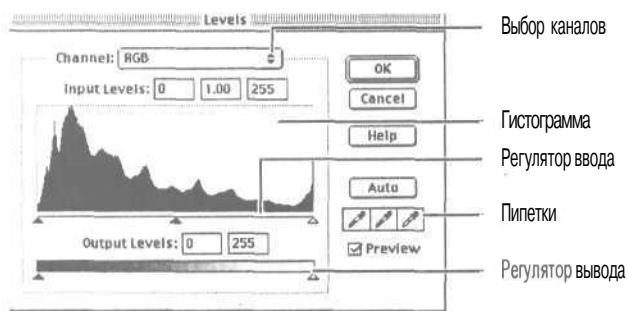 Levels
Channel: RGB
Input Levels: 0 1.00 255
Output Levels: 0 255
OK
Cancel
Help
Auto
Preview
Выбор каналов
Гистограмма
Регулятор ввода
Пипетки
Регулятор вывода